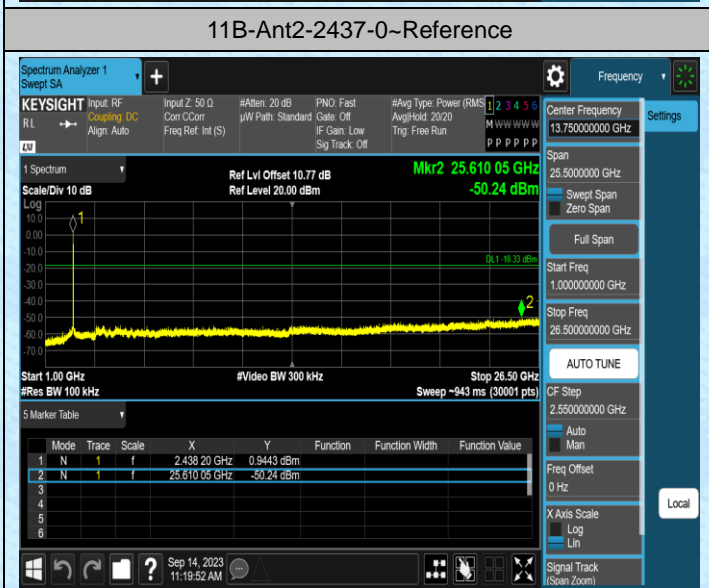 11B-Ant2-2437-0~Reference
Spectrum Analyzer 1
Swept SA
Frequency
KEYSIGHT
RL
LXI
Input: RF
Coupling: DC
Align: Auto
Input Z: 50 Ω
Corr CCorr
Freq Ref: Int (S)
#Atten: 20 dB
µW Path: Standard
PNO: Fast
Gate: Off
IF Gain: Low
Sig Track: Off
#Avg Type: Power (RMS
Avg|Hold: 20/20
Trig: Free Run
1 2 3 4 5 6
M W W W W W
P P P P P P
1 Spectrum
Scale/Div 10 dB
Ref Lvl Offset 10.77 dB
Ref Level 20.00 dBm
Mkr2 25.610 05 GHz
-50.24 dBm
Log
10.0
0.00
-10.0
-20.0
-30.0
-40.0
-50.0
-60.0
-70.0
1
DL1 -18.33 dBm
2
Start 1.00 GHz
#Res BW 100 kHz
#Video BW 300 kHz
Stop 26.50 GHz
Sweep ~943 ms (30001 pts)
5 Marker Table
Mode Trace Scale X Y Function Function Width Function Value
1 N 1 f 2.438 20 GHz 0.9443 dBm
2 N 1 f 25.610 05 GHz -50.24 dBm
3
4
5
6
Center Frequency
13.750000000 GHz
Settings
Span
25.5000000 GHz
Swept Span
Zero Span
Full Span
Start Freq
1.000000000 GHz
Stop Freq
26.500000000 GHz
AUTO TUNE
CF Step
2.550000000 GHz
Auto
Man
Freq Offset
0 Hz
X Axis Scale
Log
Lin
Signal Track
(Span Zoom)
Local
?
Sep 14, 2023
11:19:52 AM